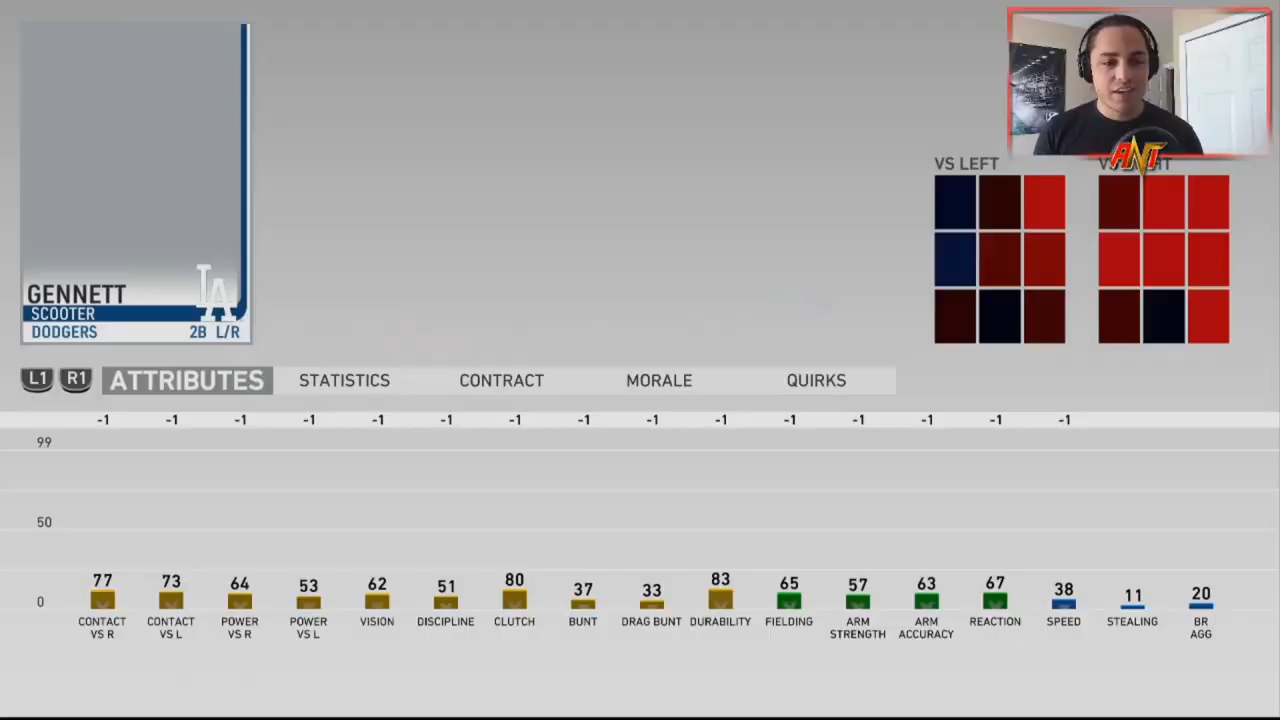 GENNETT
SCOOTER
DODGERS 2B L/R
LA
ANT
VS LEFT
L1 R1 ATTRIBUTES STATISTICS CONTRACT MORALE QUIRKS
-1 -1 -1 -1 -1 -1 -1 -1 -1 -1 -1 -1 -1 -1 -1
99
50
0
77 73 64 53 62 51 80 37 33 83 65 57 63 67 38 11 20
CONTACT VS R
CONTACT VS L
POWER VS R
POWER VS L
VISION
DISCIPLINE
CLUTCH
BUNT
DRAG BUNT
DURABILITY
FIELDING
ARM STRENGTH
ARM ACCURACY
REACTION
SPEED
STEALING
BR AGG